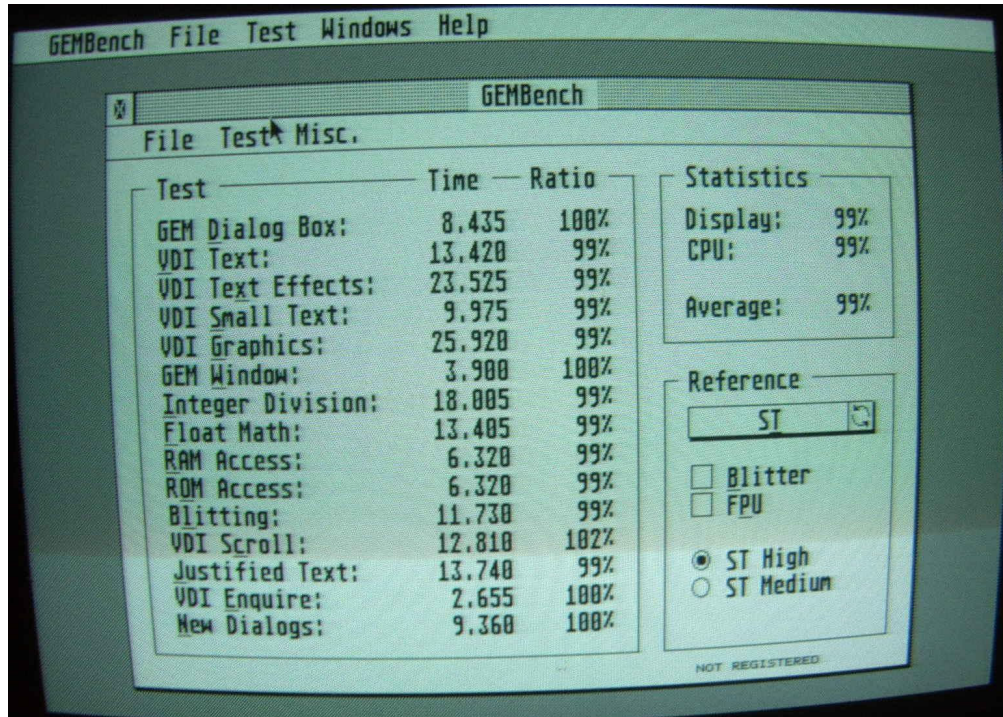 GEMBench File Test Windows Help
GEMBench
File Test Misc.
Test Time Ratio
GEM Dialog Box: 8.435 100%
VDI Text: 13.420 99%
VDI Text Effects: 23.525 99%
VDI Small Text: 9.975 99%
VDI Graphics: 25.920 99%
GEM Window: 3.900 100%
Integer Division: 18.005 99%
Float Math: 13.405 99%
RAM Access: 6.320 99%
ROM Access: 6.320 99%
Blitting: 11.730 99%
VDI Scroll: 12.810 102%
Justified Text: 13.740 99%
VDI Enquire: 2.655 100%
New Dialogs: 9.360 100%
Statistics
Display: 99%
CPU: 99%
Average: 99%
Reference
ST
Blitter
FPU
ST High
ST Medium
NOT REGISTERED